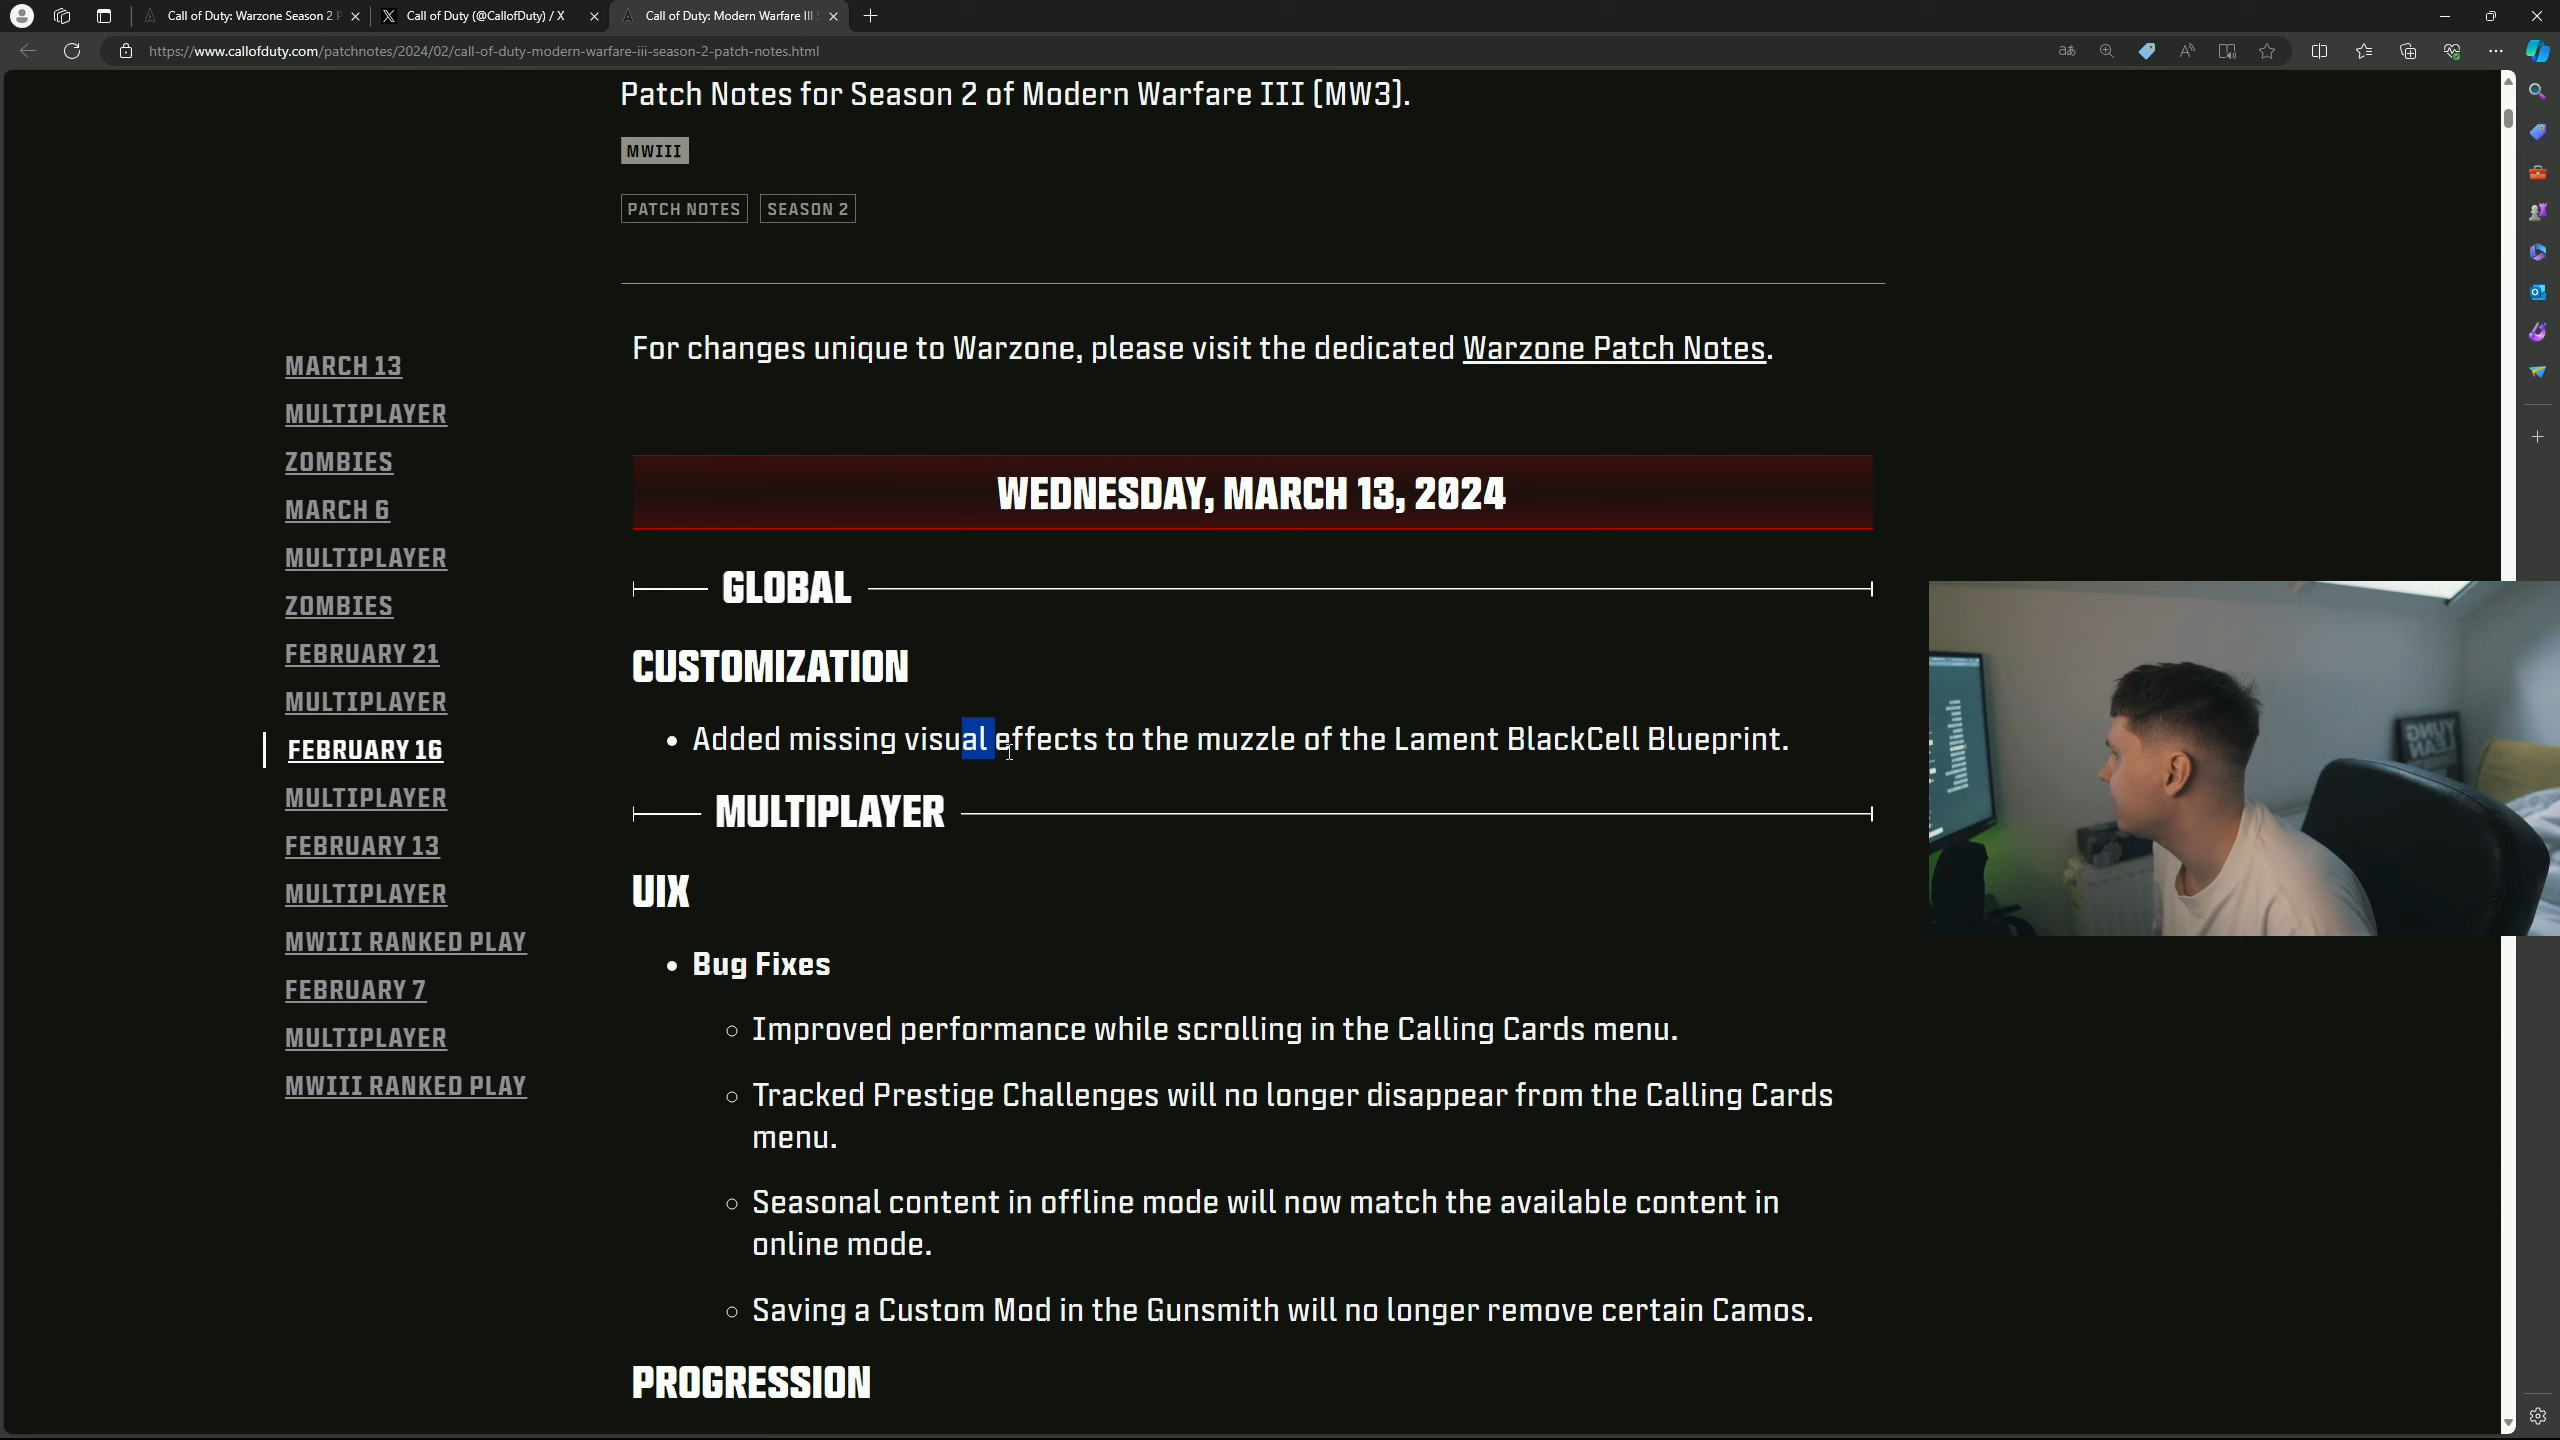 Call of Duty: Warzone Season 2 P
Call of Duty (@CallofDuty) / X
Call of Duty: Modern Warfare III S
https://www.callofduty.com/patchnotes/2024/02/call-of-duty-modern-warfare-iii-season-2-patch-notes.html
Patch Notes for Season 2 of Modern Warfare III (MW3).
MWIII
PATCH NOTES
SEASON 2
For changes unique to Warzone, please visit the dedicated Warzone Patch Notes.
MARCH 13
MULTIPLAYER
ZOMBIES
MARCH 6
MULTIPLAYER
ZOMBIES
FEBRUARY 21
MULTIPLAYER
FEBRUARY 16
MULTIPLAYER
FEBRUARY 13
MULTIPLAYER
MWIII RANKED PLAY
FEBRUARY 7
MULTIPLAYER
MWIII RANKED PLAY
WEDNESDAY, MARCH 13, 2024
GLOBAL
CUSTOMIZATION
• Added missing visual effects to the muzzle of the Lament BlackCell Blueprint.
MULTIPLAYER
UIX
• Bug Fixes
○ Improved performance while scrolling in the Calling Cards menu.
○ Tracked Prestige Challenges will no longer disappear from the Calling Cards
menu.
○ Seasonal content in offline mode will now match the available content in
online mode.
○ Saving a Custom Mod in the Gunsmith will no longer remove certain Camos.
PROGRESSION
YUNG
LEAN